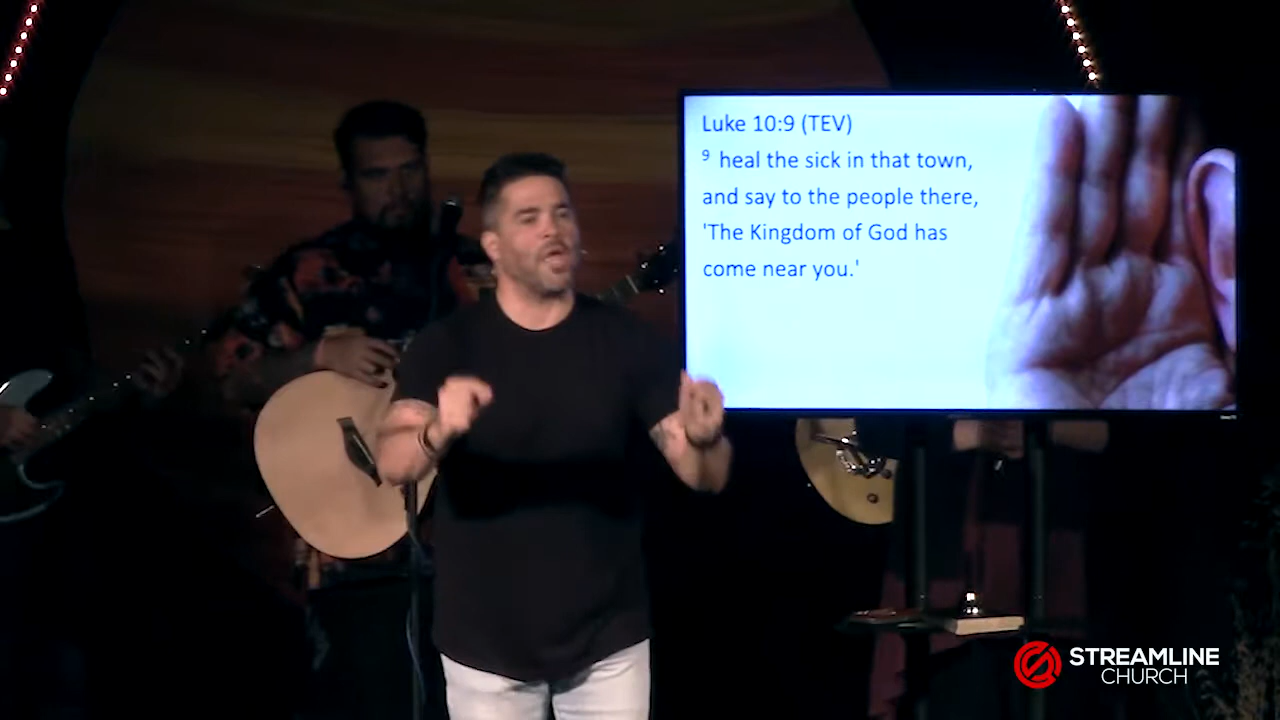 Luke 10:9 (TEV)
9 heal the sick in that town,
and say to the people there,
'The Kingdom of God has
come near you.'
STREAMLINE
CHURCH